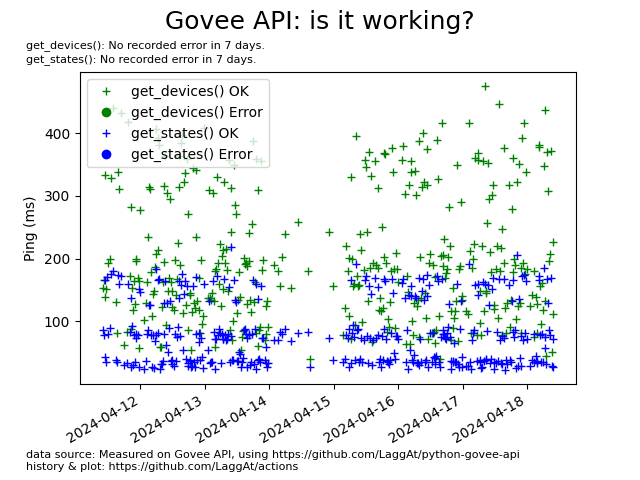 Govee API: is it working?
get_devices(): No recorded error in 7 days.
get_states(): No recorded error in 7 days.
get_devices() OK
get_devices() Error
get_states() OK
get_states() Error
Ping (ms)
400
300
200
100
2024-04-12
2024-04-13
2024-04-14
2024-04-15
2024-04-16
2024-04-17
2024-04-18
data source: Measured on Govee API, using https://github.com/LaggAt/python-govee-api
history & plot: https://github.com/LaggAt/actions